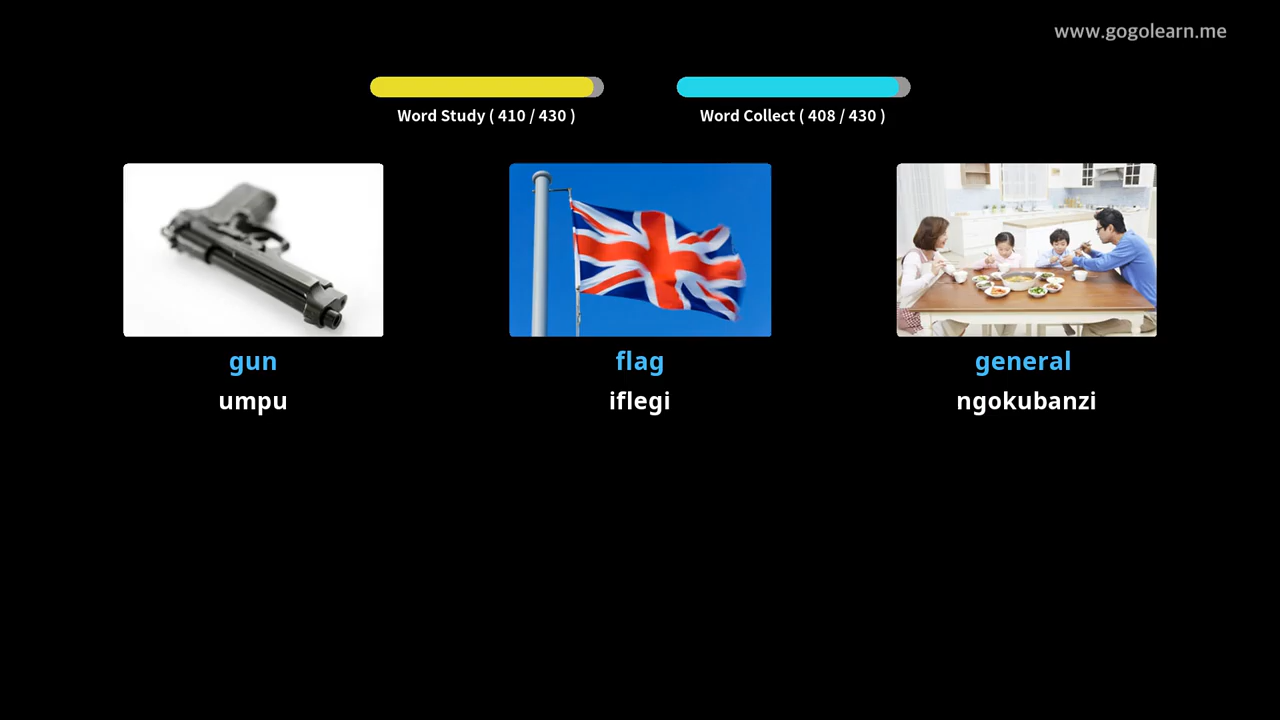 www.gogolearn.me
Word Study ( 410 / 430 )
Word Collect ( 408 / 430 )
gun
umpu
flag
iflegi
general
ngokubanzi